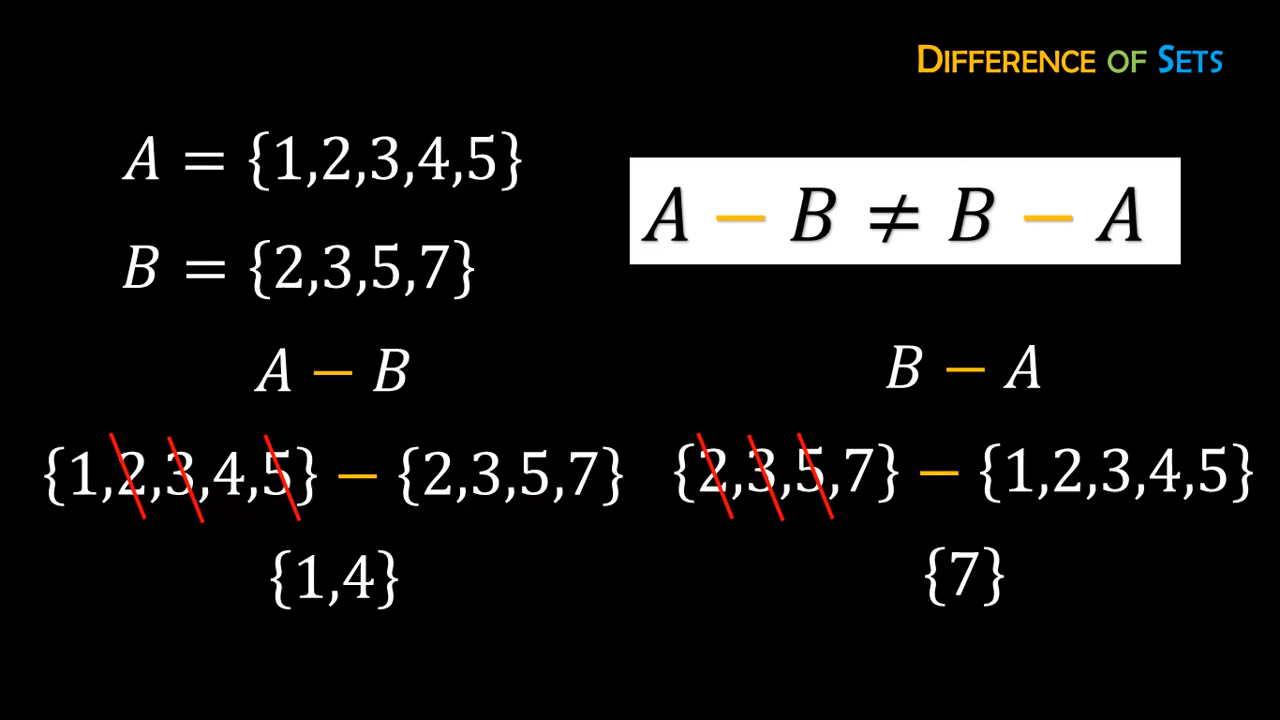 DIFFERENCE OF SETS
A = {1,2,3,4,5}
A − B ≠ B − A
B = {2,3,5,7}
A − B
B − A
{1,2,3,4,5} − {2,3,5,7}
{2,3,5,7} − {1,2,3,4,5}
{1,4}
{7}